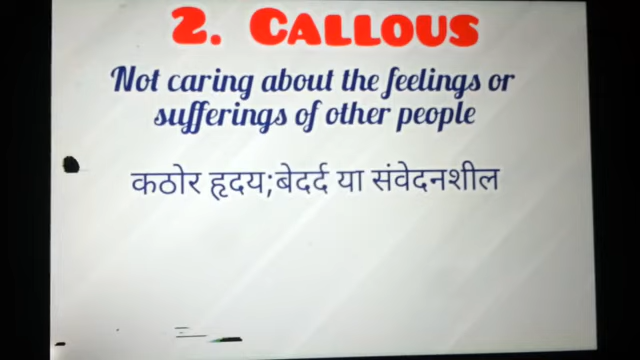 2. CALLOUS
Not caring about the feelings or
sufferings of other people
कठोर हृदय;बेदर्द या संवेदनशील